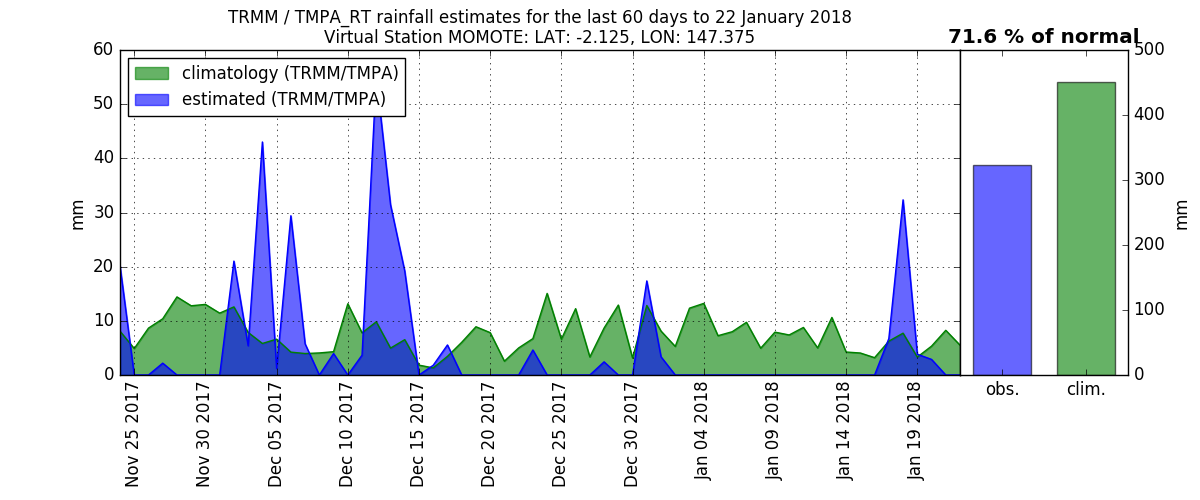 TRMM / TMPA_RT rainfall estimates for the last 60 days to 22 January 2018
Virtual Station MOMOTE: LAT: -2.125, LON: 147.375
71.6 % of normal
climatology (TRMM/TMPA)
estimated (TRMM/TMPA)
mm
60
50
40
30
20
10
0
Nov 25 2017
Nov 30 2017
Dec 05 2017
Dec 10 2017
Dec 15 2017
Dec 20 2017
Dec 25 2017
Dec 30 2017
Jan 04 2018
Jan 09 2018
Jan 14 2018
Jan 19 2018
obs.
clim.
500
400
300
200
100
0
mm